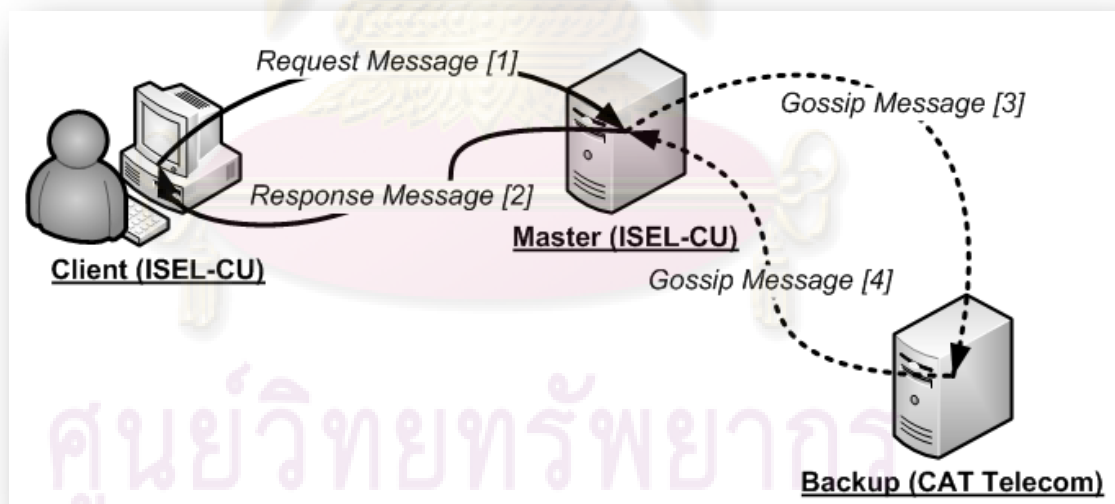 Request Message [1]
Gossip Message [3]
Response Message [2]
Master (ISEL-CU)
Client (ISEL-CU)
Gossip Message [4]
ศูนย์วิทยทรัพยากร
Backup (CAT Telecom)